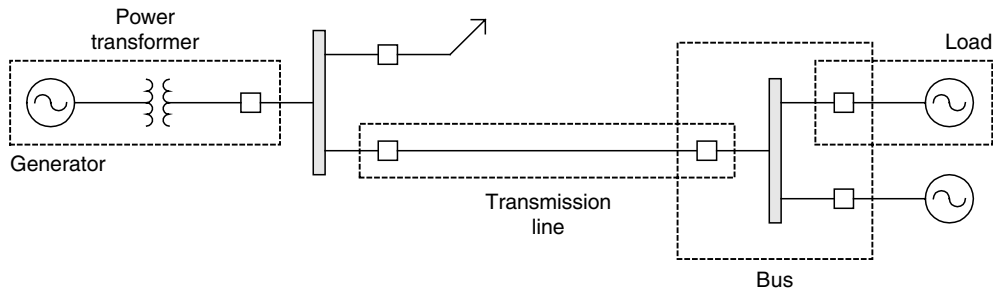 Power
transformer
Load
Generator
Transmission
line
Bus